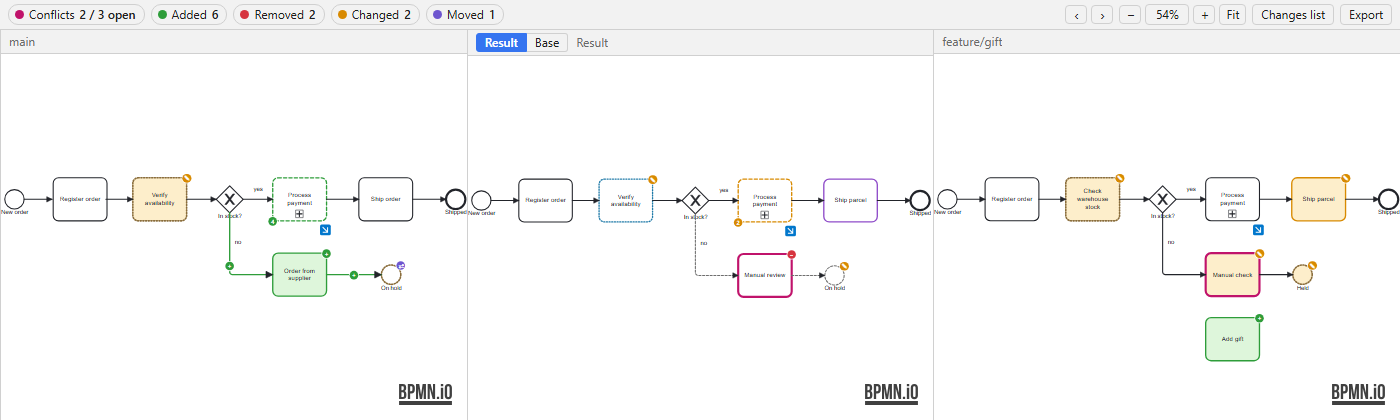 Conflicts 2 / 3 open
Added 6
Removed 2
Changed 2
Moved 1
‹
›
−
54%
+
Fit
Changes list
Export
main
New order
Register order
Verify
availability
In stock?
yes
no
Process
payment
Ship order
Shipped
Order from
supplier
On hold
BPMN.iO
Result
Base
Result
New order
Register order
Verify
availability
In stock?
yes
no
Process
payment
Ship parcel
Shipped
Manual review
On hold
BPMN.iO
feature/gift
New order
Register order
Check
warehouse
stock
In stock?
yes
no
Process
payment
Ship parcel
Shipped
Manual check
Held
Add gift
BPMN.iO